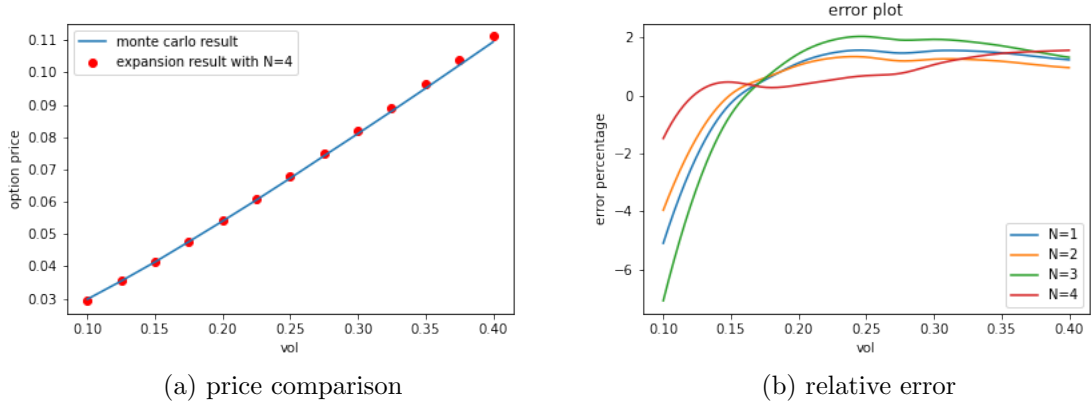 monte carlo result
expansion result with N=4
option price
0.11
0.10
0.09
0.08
0.07
0.06
0.05
0.04
0.03
0.10 0.15 0.20 0.25 0.30 0.35 0.40
vol
(a) price comparison
error plot
error percentage
2
0
−2
−4
−6
N=1
N=2
N=3
N=4
0.10 0.15 0.20 0.25 0.30 0.35 0.40
vol
(b) relative error